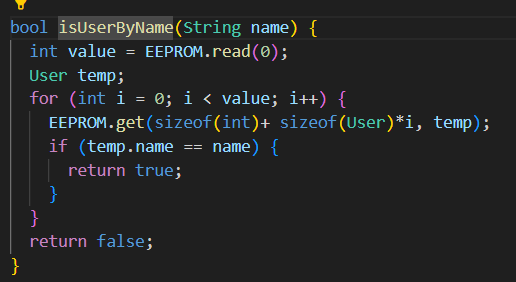 bool isUserByName(String name) {
  int value = EEPROM.read(0);
  User temp;
  for (int i = 0; i < value; i++) {
    EEPROM.get(sizeof(int)+ sizeof(User)*i, temp);
    if (temp.name == name) {
      return true;
    }
  }
  return false;
}